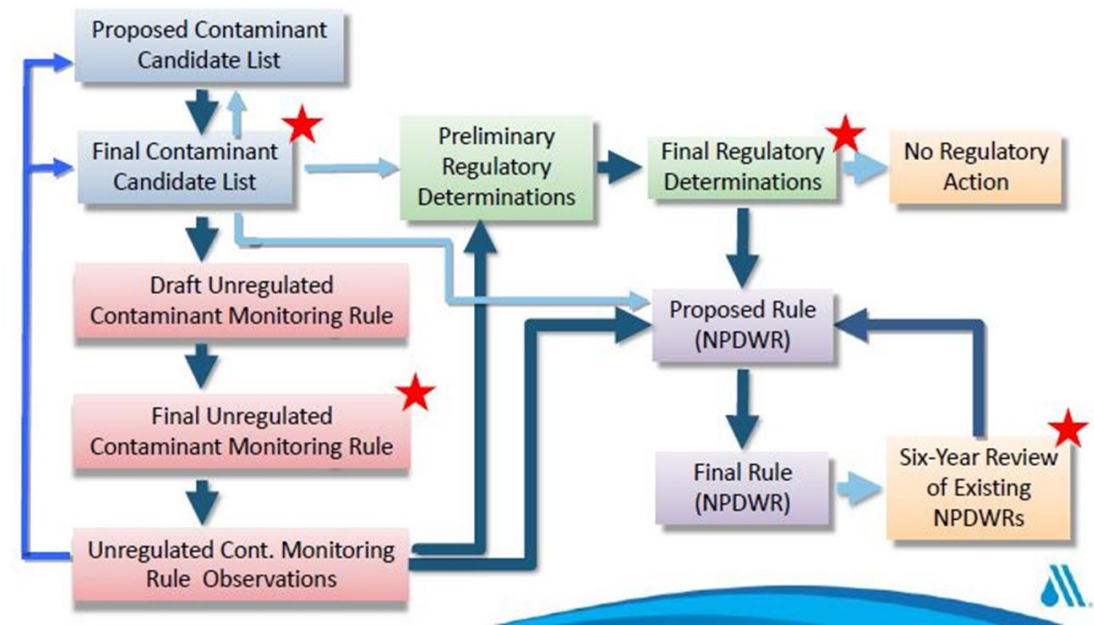 Proposed Contaminant
Candidate List
Final Contaminant
Candidate List
Preliminary
Regulatory
Determinations
Final Regulatory
Determinations
No Regulatory
Action
Draft Unregulated
Contaminant Monitoring Rule
Proposed Rule
(NPDWR)
Final Unregulated
Contaminant Monitoring Rule
Final Rule
(NPDWR)
Six-Year Review
of Existing
NPDWRs
Unregulated Cont. Monitoring
Rule Observations